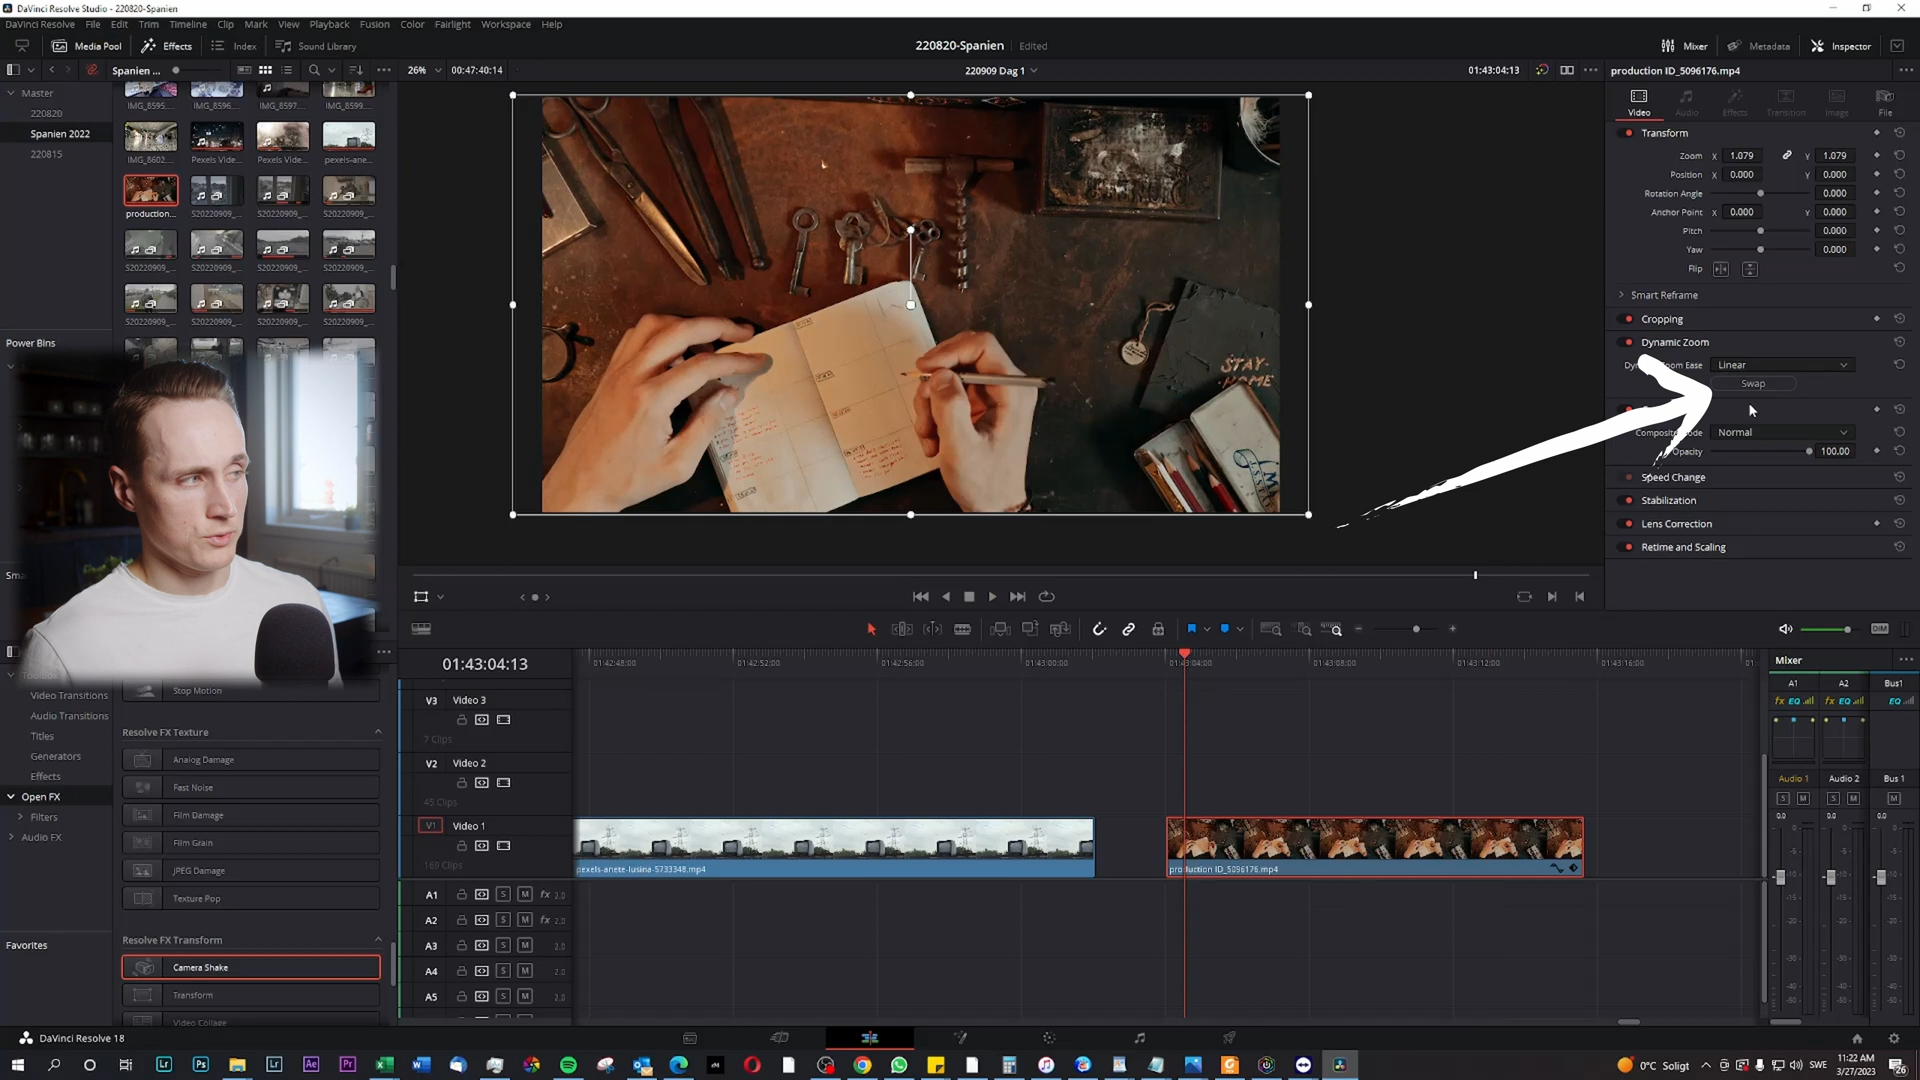 DaVinci Resolve Studio - 220820-Spanien
DaVinci Resolve File Edit Trim Timeline Clip Mark View Playback Fusion Color Fairlight Workspace Help
Media Pool Effects Index Sound Library
220820-Spanien Edited
Mixer Metadata Inspector
Spanien ...
26% 00:47:40:14
220909 Dag 1
01:43:04:13
production ID_5096176.mp4
Master
220820
Spanien 2022
220815
IMG_8595.... IMG_8596... IMG_8597... IMG_8599...
IMG_8602... Pexels Vide... Pexels Vide... pexels-ane...
production... S20220909_... S20220909_... S20220909_...
S20220909_... S20220909_... S20220909_... S20220909_...
S20220909_... S20220909_... S20220909_... S20220909_...
Power Bins
STAY-
HOME
Video Audio Effects Transition Image File
Transform
Zoom X 1.079 Y 1.079
Position X 0.000 Y 0.000
Rotation Angle 0.000
Anchor Point X 0.000 Y 0.000
Pitch 0.000
Yaw 0.000
Flip
Smart Reframe
Cropping
Dynamic Zoom
Linear
Swap
Normal
Opacity 100.00
Speed Change
Stabilization
Lens Correction
Retime and Scaling
Video Transitions
Audio Transitions
Titles
Generators
Effects
Open FX
Filters
Audio FX
Favorites
Stop Motion
Resolve FX Texture
Analog Damage
Fast Noise
Film Damage
Film Grain
JPEG Damage
Texture Pop
Resolve FX Transform
Camera Shake
Transform
Video Collage
01:43:04:13
01:42:48:00 01:42:52:00 01:42:56:00 01:43:00:00 01:43:04:00 01:43:08:00 01:43:12:00 01:43:16:00
V3 Video 3
7 Clips
V2 Video 2
45 Clips
V1 Video 1
169 Clips
pexels-anete-lusina-5733348.mp4
production ID_5096176.mp4
A1 S M fx 2.0
A2 S M fx 2.0
A3 S M 2.0
A4 S M 2.0
A5 S M 2.0
DIM
Mixer
A1 A2 Bus1
fx EQ fx EQ EQ
Audio 1 Audio 2 Bus 1
S M S M M
0.0 0.0 0.0
DaVinci Resolve 18
0°C Soligt SWE 11:22 AM
3/27/2023
26